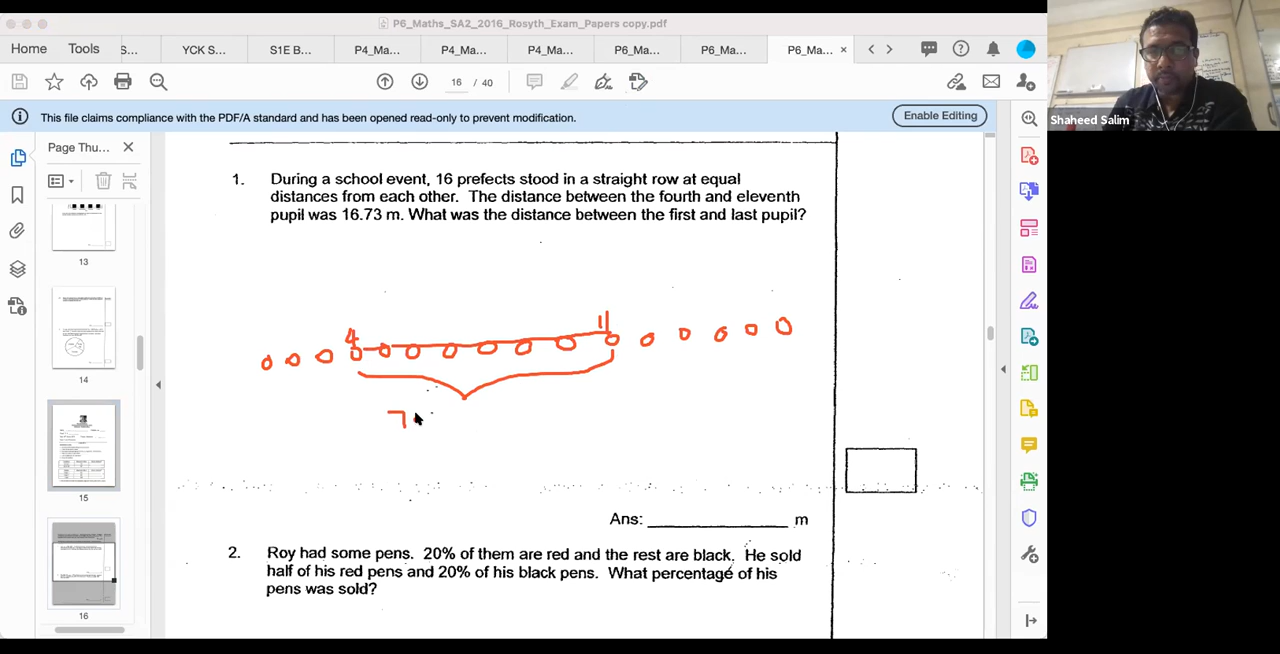 P6_Maths_SA2_2016_Rosyth_Exam_Papers copy.pdf
Home Tools S... YCK S... S1E B... P4_Ma... P4_Ma... P4_Ma... P6_Ma... P6_Ma... P6_Ma... ×
16 / 40
This file claims compliance with the PDF/A standard and has been opened read-only to prevent modification. Enable Editing
Shaheed Salim
Page Thu...
13
14
15
16
1. During a school event, 16 prefects stood in a straight row at equal
distances from each other. The distance between the fourth and eleventh
pupil was 16.73 m. What was the distance between the first and last pupil?
4 11
7
Ans: ____________ m
2. Roy had some pens. 20% of them are red and the rest are black. He sold
half of his red pens and 20% of his black pens. What percentage of his
pens was sold?